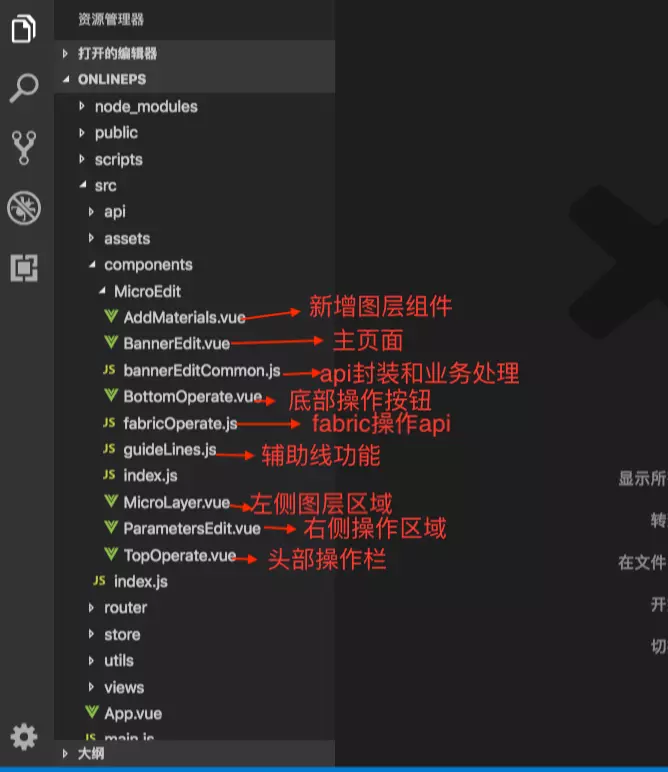 资源管理器
打开的编辑器
ONLINEPS
node_modules
public
scripts
src
api
assets
components
MicroEdit
AddMaterials.vue 新增图层组件
BannerEdit.vue 主页面
JS bannerEditCommon.js api封装和业务处理
BottomOperate.vue 底部操作按钮
JS fabricOperate.js fabric操作api
JS guideLines.js 辅助线功能
JS index.js
显示所
MicroLayer.vue 左侧图层区域
转
ParametersEdit.vue 右侧操作区域
TopOperate.vue 头部操作栏
在文件
JS index.js
router
开
store
切
utils
views
App.vue
JS main.js
大纲